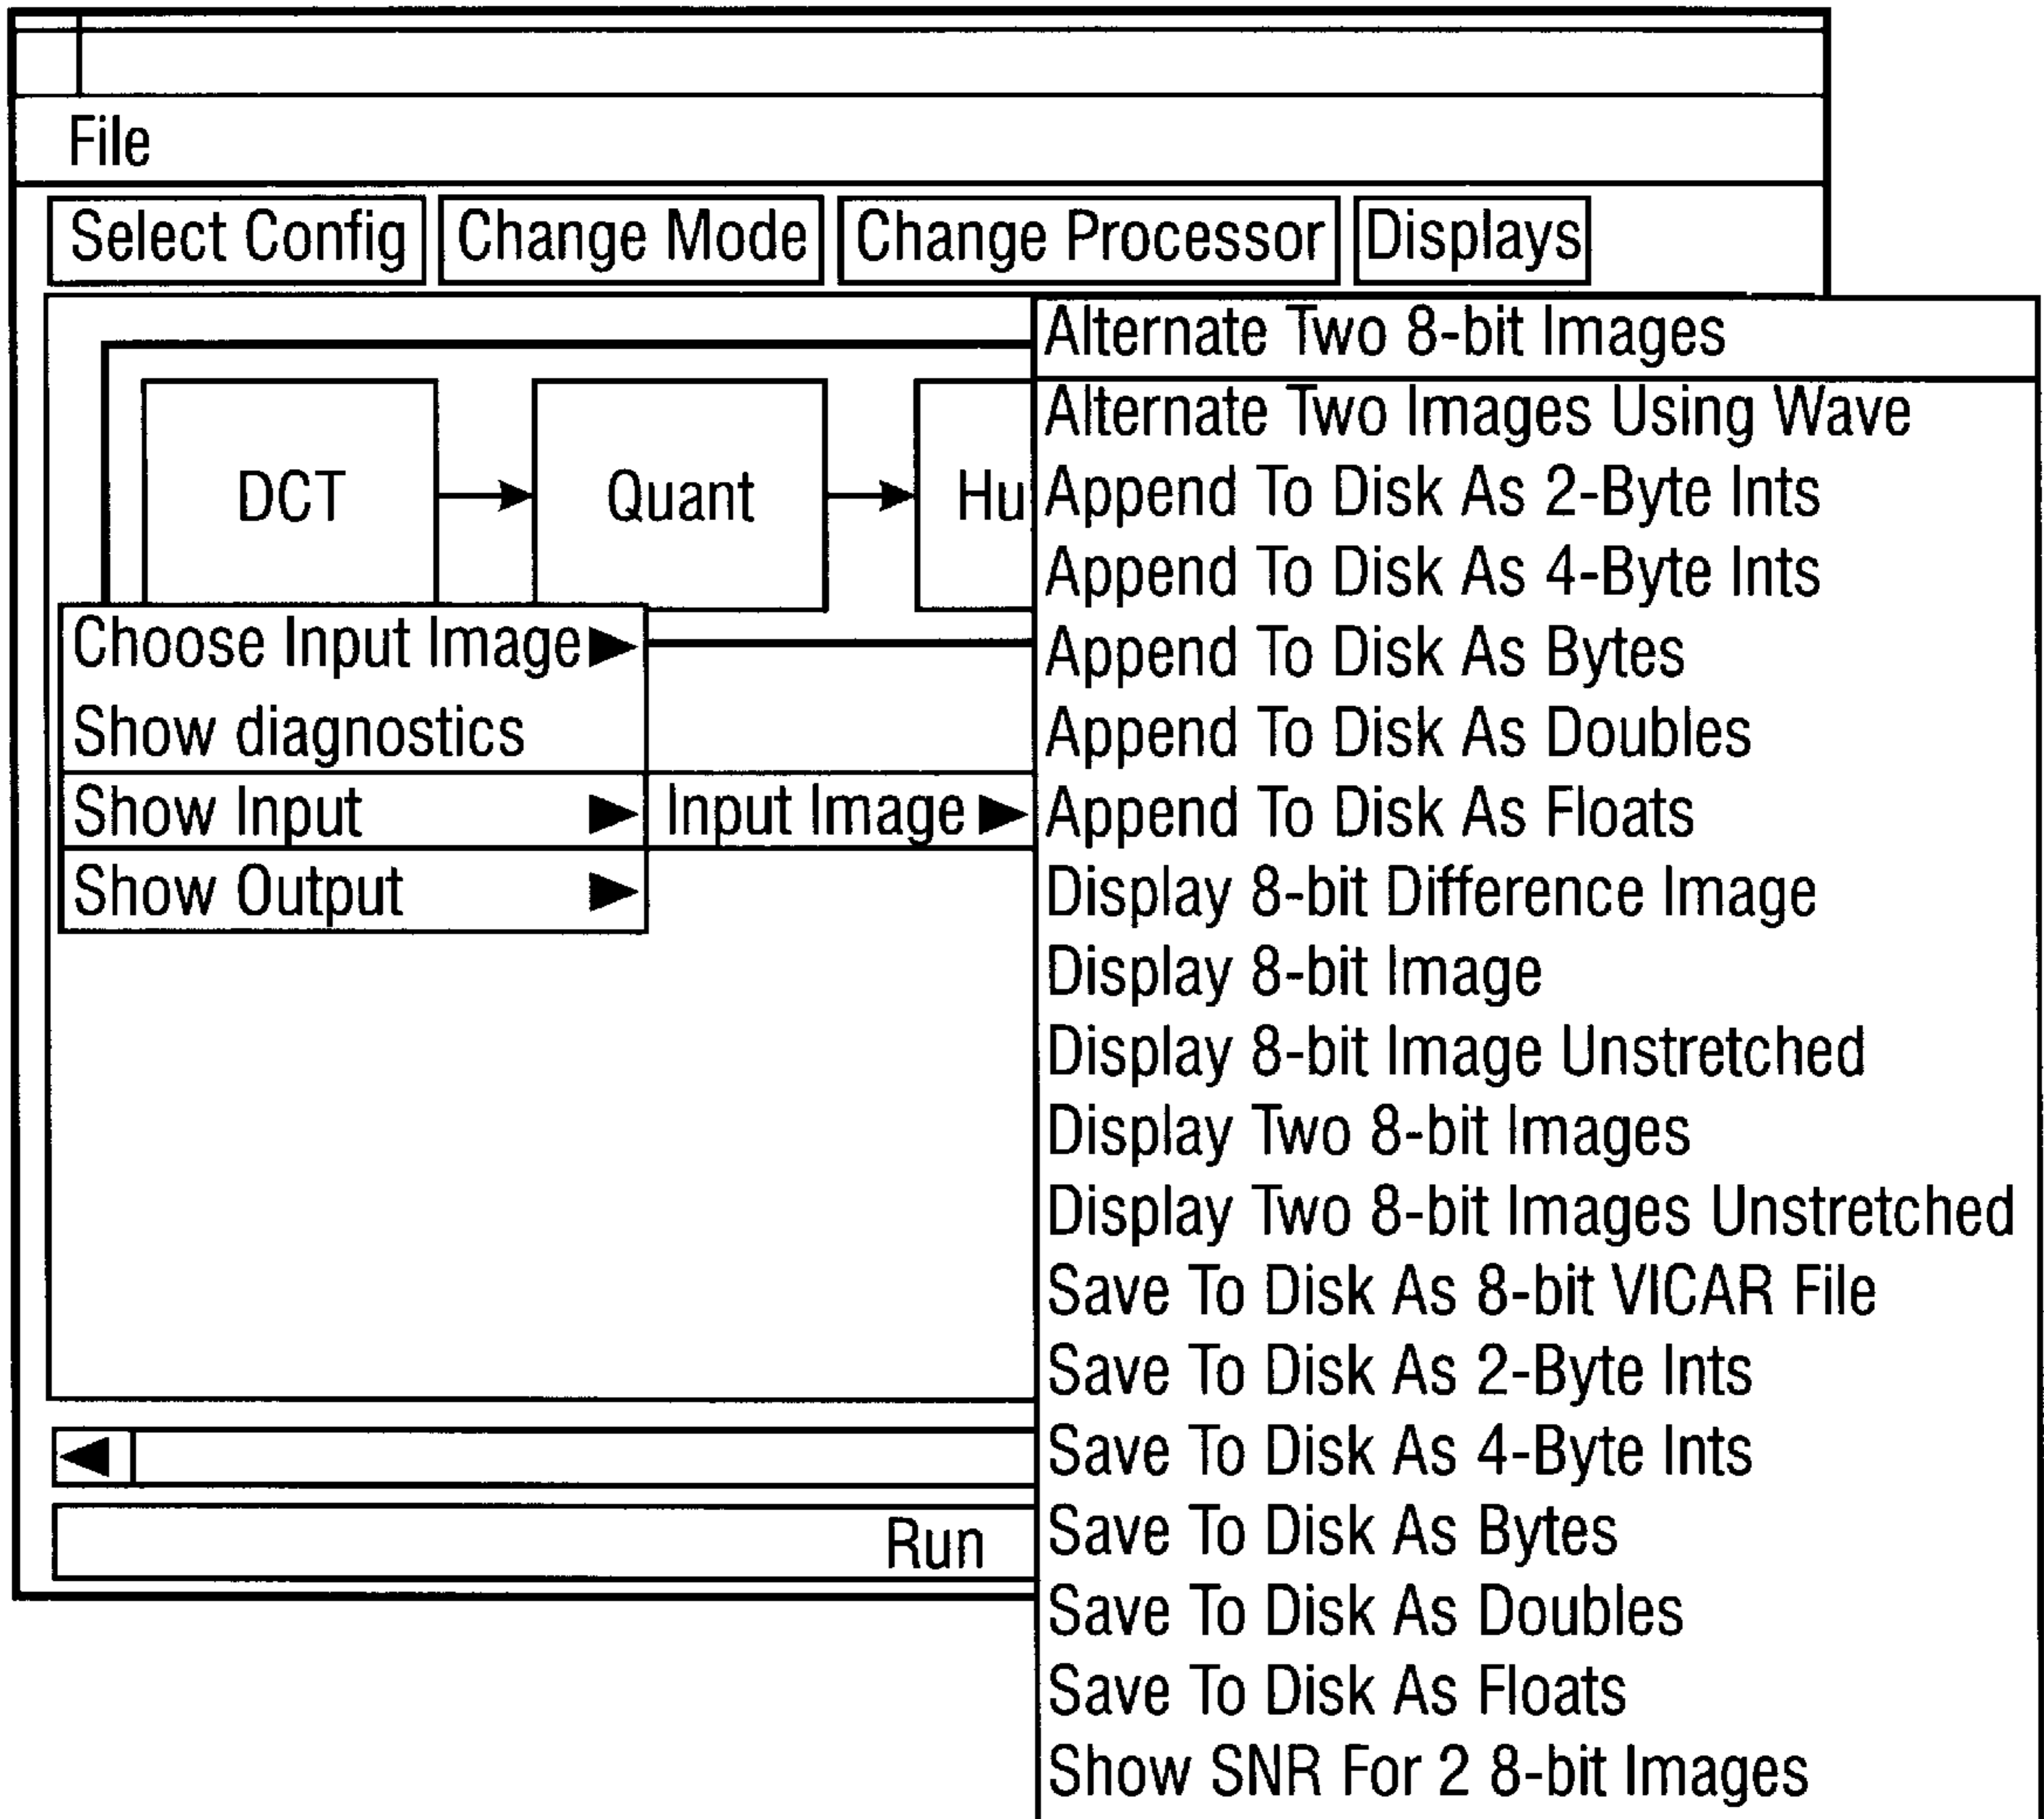 File
Select Config Change Mode Change Processor Displays
DCT Quant Hu
Choose Input Image
Show diagnostics
Show Input Input Image
Show Output
Alternate Two 8-bit Images
Alternate Two Images Using Wave
Append To Disk As 2-Byte Ints
Append To Disk As 4-Byte Ints
Append To Disk As Bytes
Append To Disk As Doubles
Append To Disk As Floats
Display 8-bit Difference Image
Display 8-bit Image
Display 8-bit Image Unstretched
Display Two 8-bit Images
Display Two 8-bit Images Unstretched
Save To Disk As 8-bit VICAR File
Save To Disk As 2-Byte Ints
Save To Disk As 4-Byte Ints
Save To Disk As Bytes
Save To Disk As Doubles
Save To Disk As Floats
Show SNR For 2 8-bit Images
Run